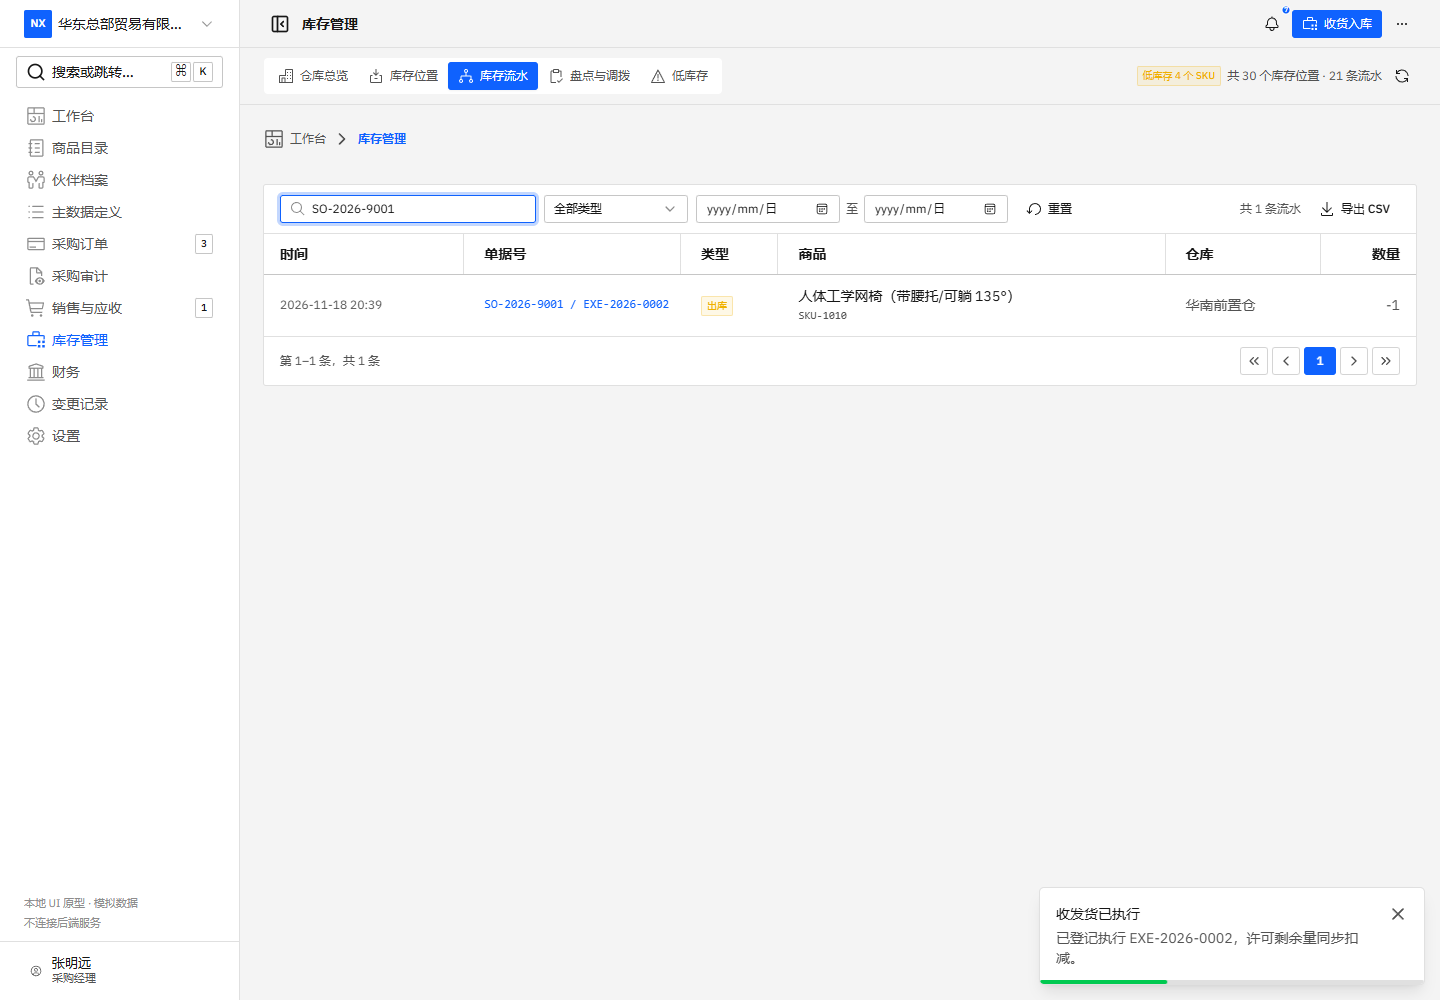 NX 华东总部贸易有限...
搜索或跳转... ⌘ K
工作台
商品目录
伙伴档案
主数据定义
采购订单 3
采购审计
销售与应收 1
库存管理
财务
变更记录
设置
本地 UI 原型 · 模拟数据
不连接后端服务
张明远
采购经理
库存管理
7 收货入库
仓库总览 库存位置 库存流水 盘点与调拨 低库存
低库存 4 个 SKU 共 30 个库存位置 · 21 条流水
工作台 库存管理
SO-2026-9001 全部类型 yyyy/mm/日 至 yyyy/mm/日 重置 共 1 条流水 导出 CSV
时间 单据号 类型 商品 仓库 数量
2026-11-18 20:39 SO-2026-9001 / EXE-2026-0002 出库 人体工学网椅（带腰托/可躺 135°） 华南前置仓 -1
SKU-1010
第 1–1 条，共 1 条 1
收发货已执行
已登记执行 EXE-2026-0002，许可剩余量同步扣
减。